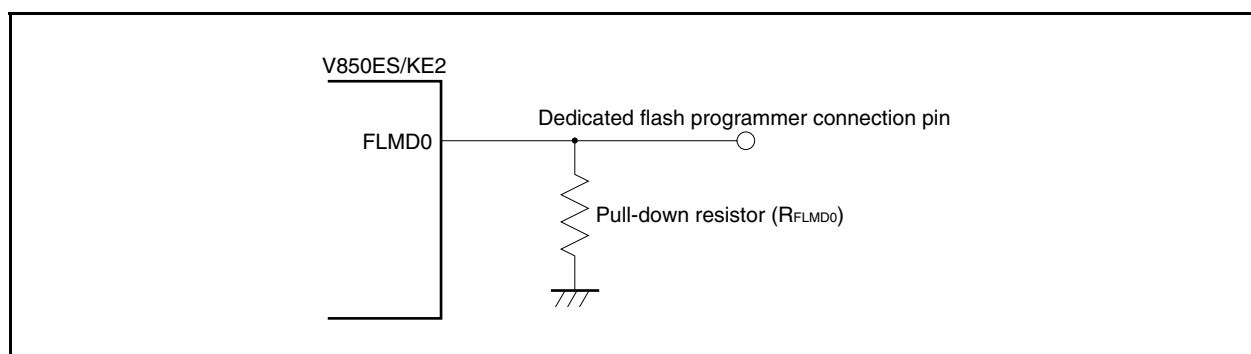 V850ES/KE2
Dedicated flash programmer connection pin
FLMD0
Pull-down resistor (RFLMD0)